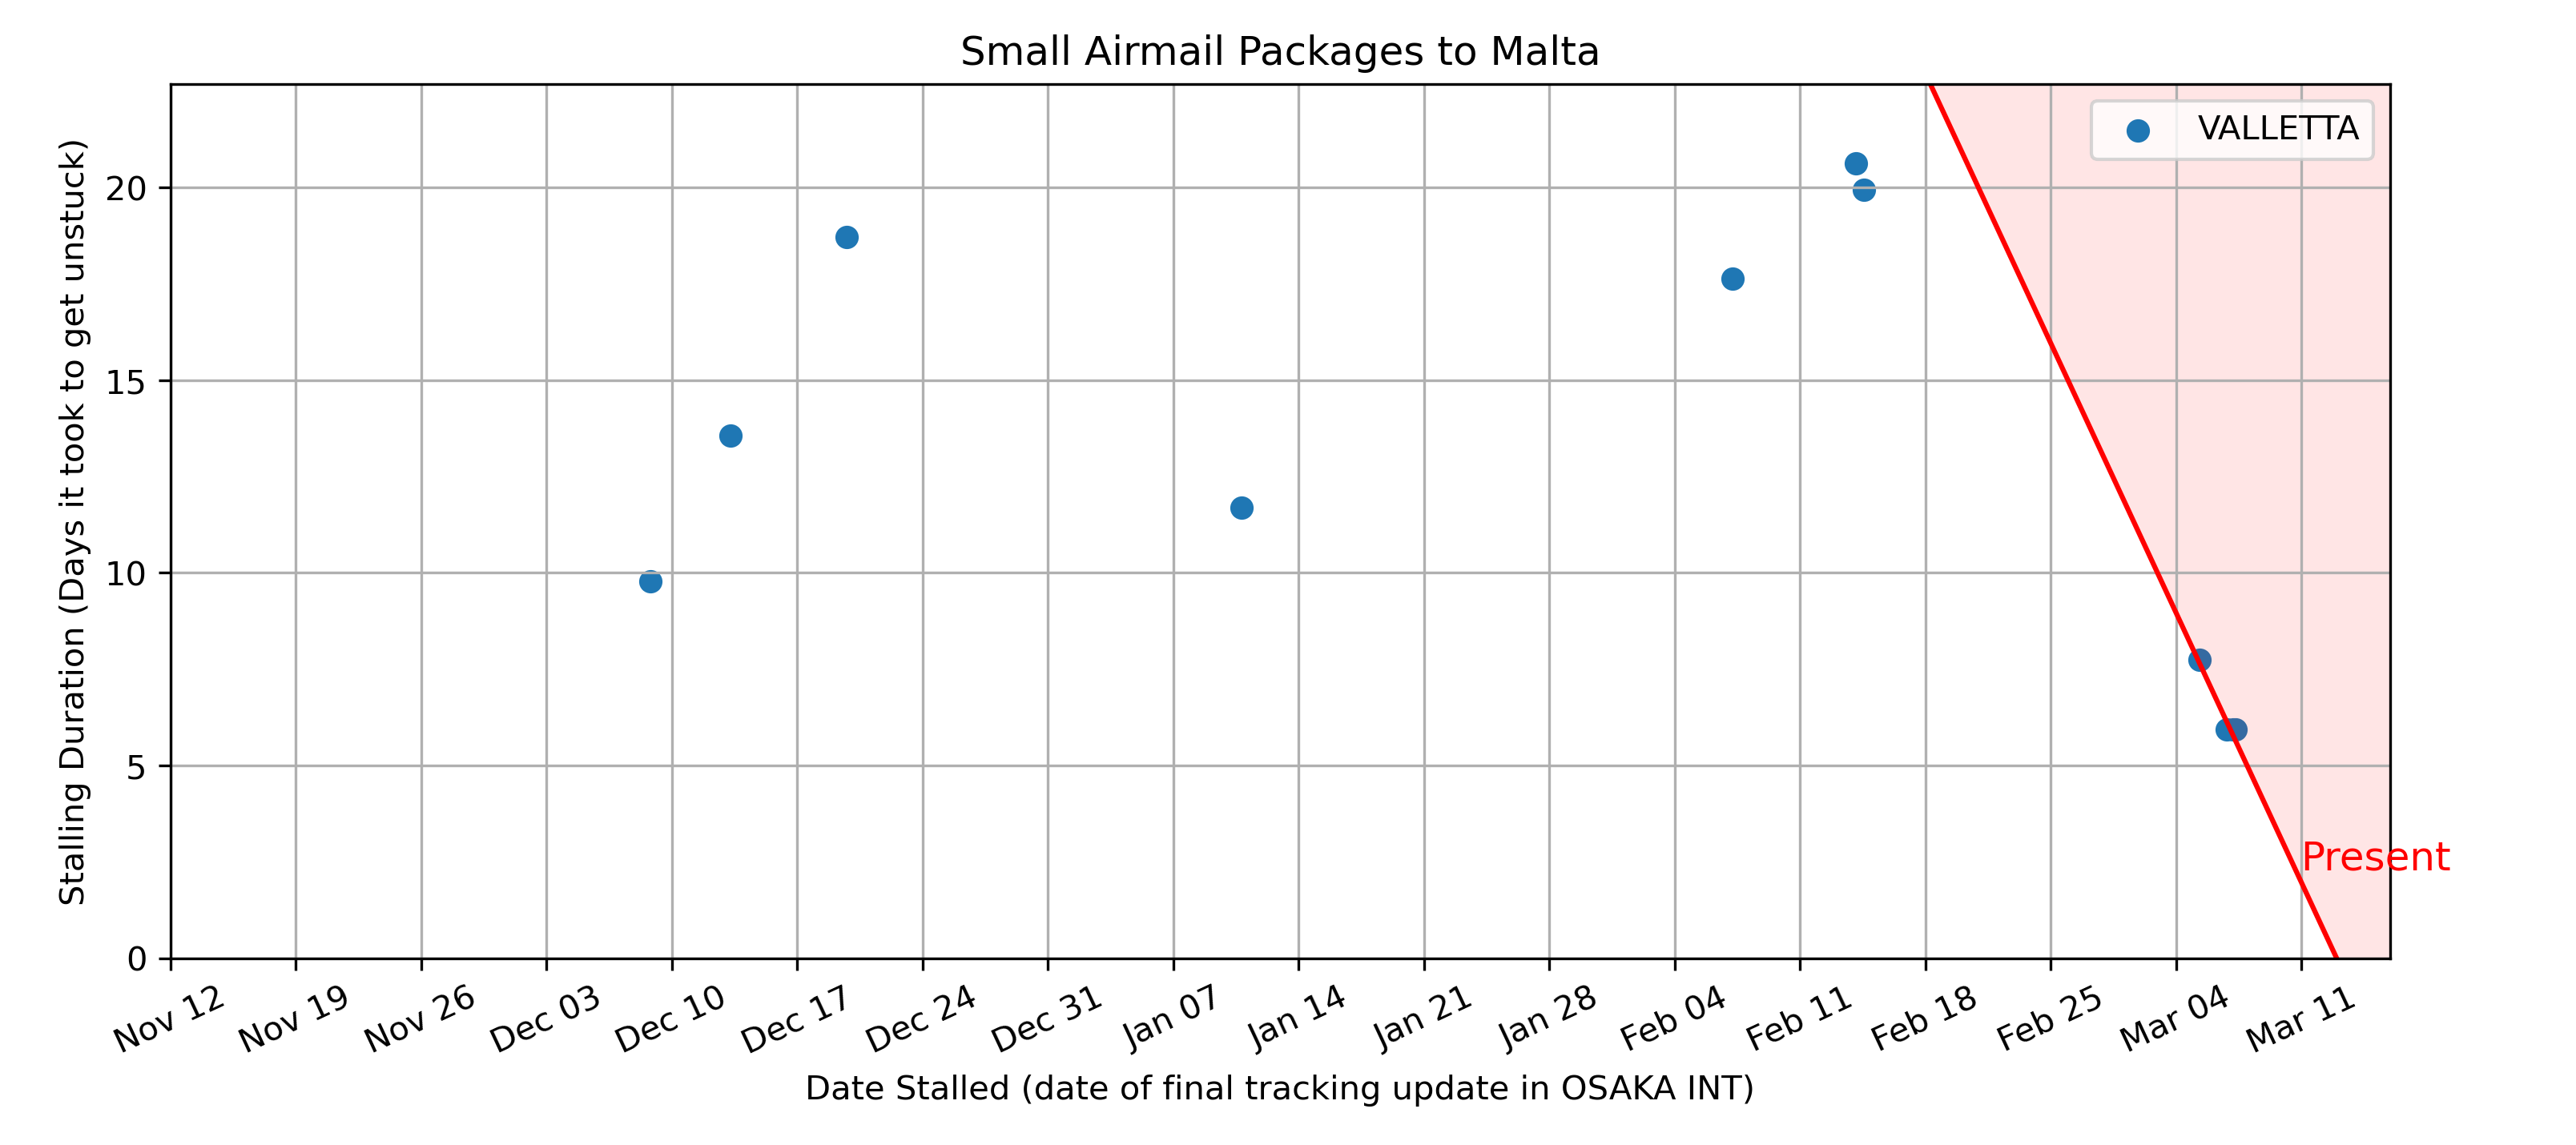 Small Airmail Packages to Malta
VALLETTA
Stalling Duration (Days it took to get unstuck)
20
15
10
5
0
Present
Nov 12
Nov 19
Nov 26
Dec 03
Dec 10
Dec 17
Dec 24
Dec 31
Jan 07
Jan 14
Jan 21
Jan 28
Feb 04
Feb 11
Feb 18
Feb 25
Mar 04
Mar 11
Date Stalled (date of final tracking update in OSAKA INT)